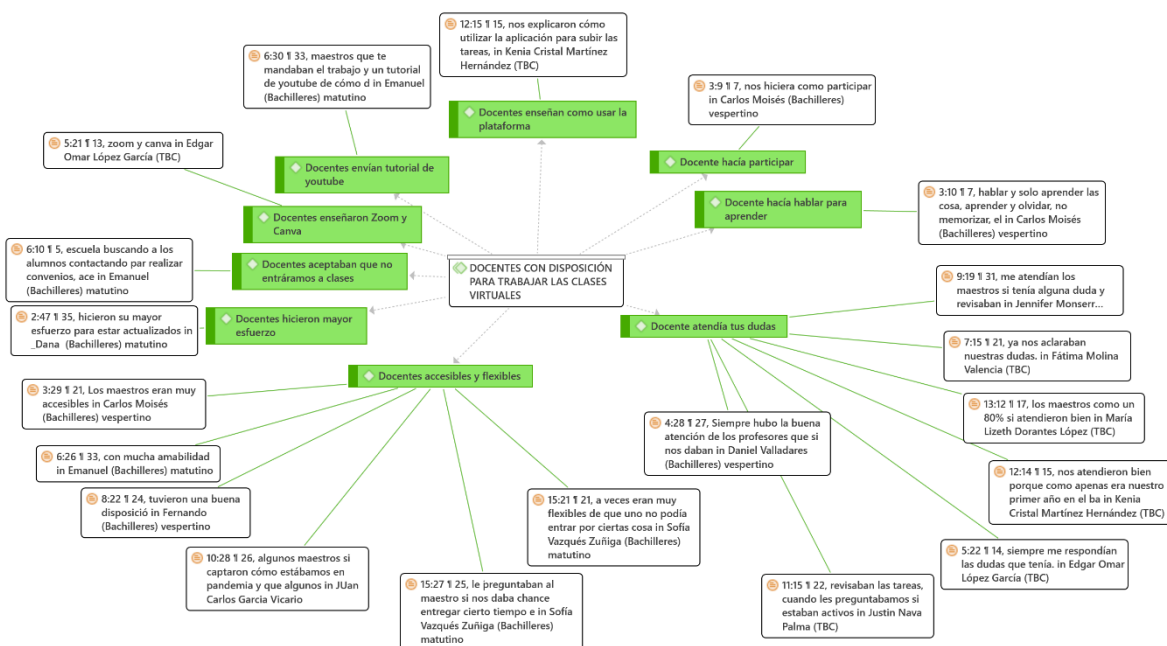 12:15 ¶ 15, nos explicaron cómo
utilizar la aplicación para subir las
tareas, in Kenia Cristal Martínez
Hernández (TBC)
6:30 ¶ 33, maestros que te
mandaban el trabajo y un tutorial
de youtube de cómo d in Emanuel
(Bachilleres) matutino
3:9 ¶ 7, nos hiciera como participar
in Carlos Moisés (Bachilleres)
vespertino
Docentes enseñan como usar la
plataforma
5:21 ¶ 13, zoom y canva in Edgar
Omar López García (TBC)
Docentes envían tutorial de
youtube
Docente hacía participar
3:10 ¶ 7, hablar y solo aprender las
cosa, aprender y olvidar, no
memorizar, el in Carlos Moisés
(Bachilleres) vespertino
Docente hacía hablar para
aprender
Docentes enseñaron Zoom y
Canva
6:10 ¶ 5, escuela buscando a los
alumnos contactando par realizar
convenios, ace in Emanuel
(Bachilleres) matutino
Docentes aceptaban que no
entráramos a clases
DOCENTES CON DISPOSICIÓN
PARA TRABAJAR LAS CLASES
VIRTUALES
9:19 ¶ 31, me atendían los
maestros si tenía alguna duda y
revisaban in Jennifer Monserr...
2:47 ¶ 35, hicieron su mayor
esfuerzo para estar actualizados in
_Dana (Bachilleres) matutino
Docentes hicieron mayor
esfuerzo
Docente atendía tus dudas
7:15 ¶ 21, ya nos aclaraban
nuestras dudas. in Fátima Molina
Valencia (TBC)
Docentes accesibles y flexibles
3:29 ¶ 21, Los maestros eran muy
accesibles in Carlos Moisés
(Bachilleres) vespertino
13:12 ¶ 17, los maestros como un
80% si atendieron bien in María
Lizeth Dorantes López (TBC)
4:28 ¶ 27, Siempre hubo la buena
atención de los profesores que si
nos daban in Daniel Valladares
(Bachilleres) vespertino
6:26 ¶ 33, con mucha amabilidad
in Emanuel (Bachilleres) matutino
12:14 ¶ 15, nos atendieron bien
porque como apenas era nuestro
primer año en el ba in Kenia
Cristal Martínez Hernández (TBC)
8:22 ¶ 24, tuvieron una buena
disposició in Fernando
(Bachilleres) vespertino
15:21 ¶ 21, a veces eran muy
flexibles de que uno no podía
entrar por ciertas cosa in Sofía
Vazqués Zuñiga (Bachilleres)
matutino
10:28 ¶ 26, algunos maestros si
captaron cómo estábamos en
pandemia y que algunos in JUan
Carlos Garcia Vicario
5:22 ¶ 14, siempre me respondían
las dudas que tenía. in Edgar Omar
López García (TBC)
15:27 ¶ 25, le preguntaban al
maestro si nos daba chance
entregar cierto tiempo e in Sofía
Vazqués Zuñiga (Bachilleres)
matutino
11:15 ¶ 22, revisaban las tareas,
cuando les preguntabamos si
estaban activos in Justin Nava
Palma (TBC)